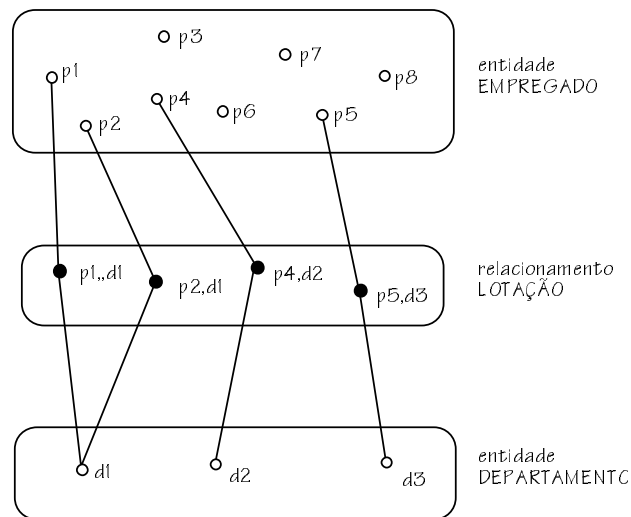 p3
p7
p1
p8
p4
p6
p5
p2
entidade
EMPREGADO
p1,,d1
p2,d1
p4,d2
p5,d3
relacionamento
LOTAÇÃO
d1
d2
d3
entidade
DEPARTAMENTO